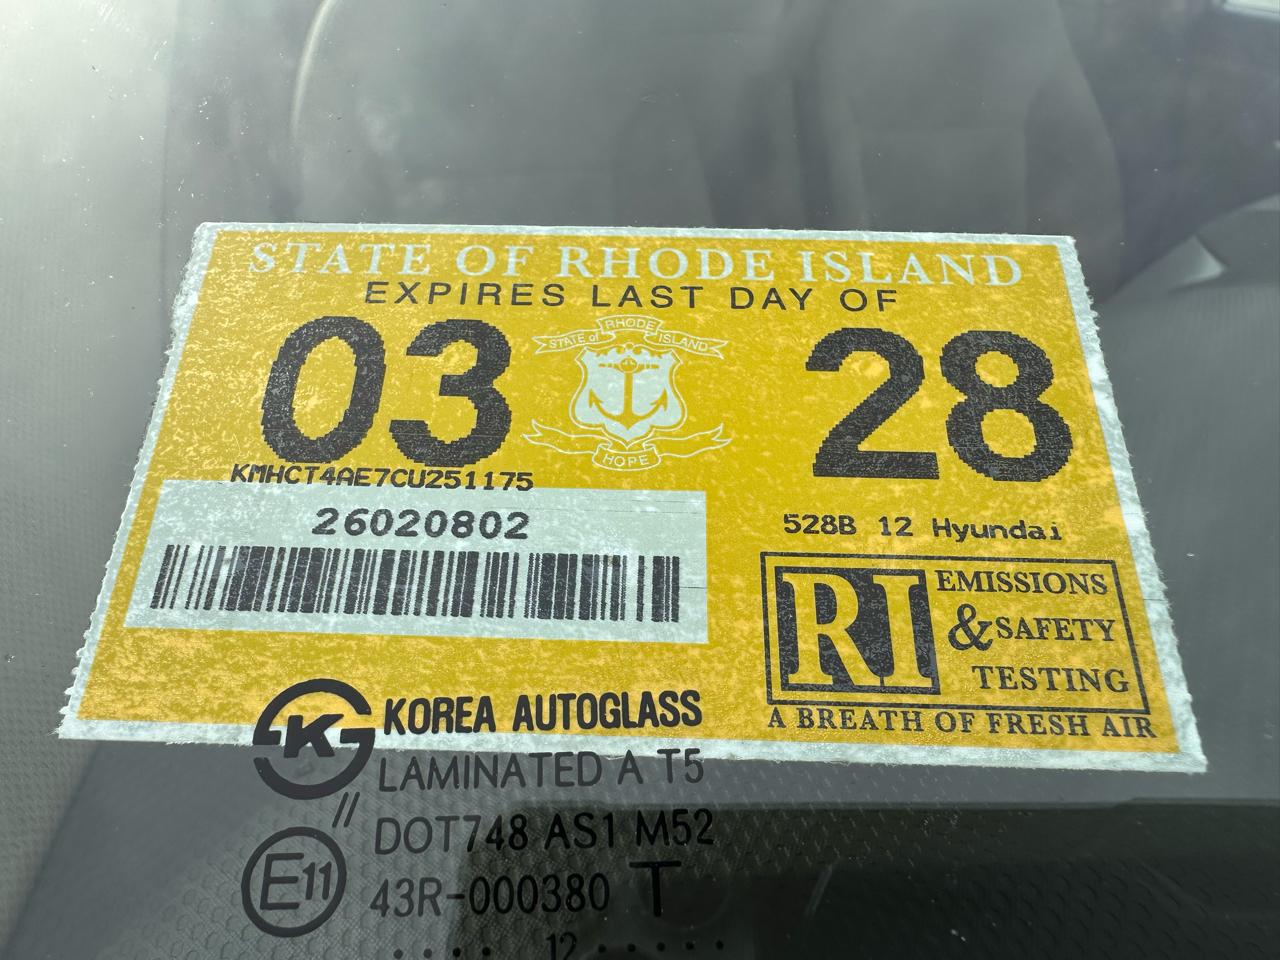 STATE OF RHODE ISLAND
EXPIRES LAST DAY OF
03 28
STATE of RHODE ISLAND
HOPE
KMHCT4AE7CU251175
26020802
528B 12 Hyundai
RI EMISSIONS
& SAFETY
TESTING
A BREATH OF FRESH AIR
K KOREA AUTOGLASS
LAMINATED A T5
//
DOT748 AS1 M52
E11 43R-000380 T
. . . . 12 . . . . .